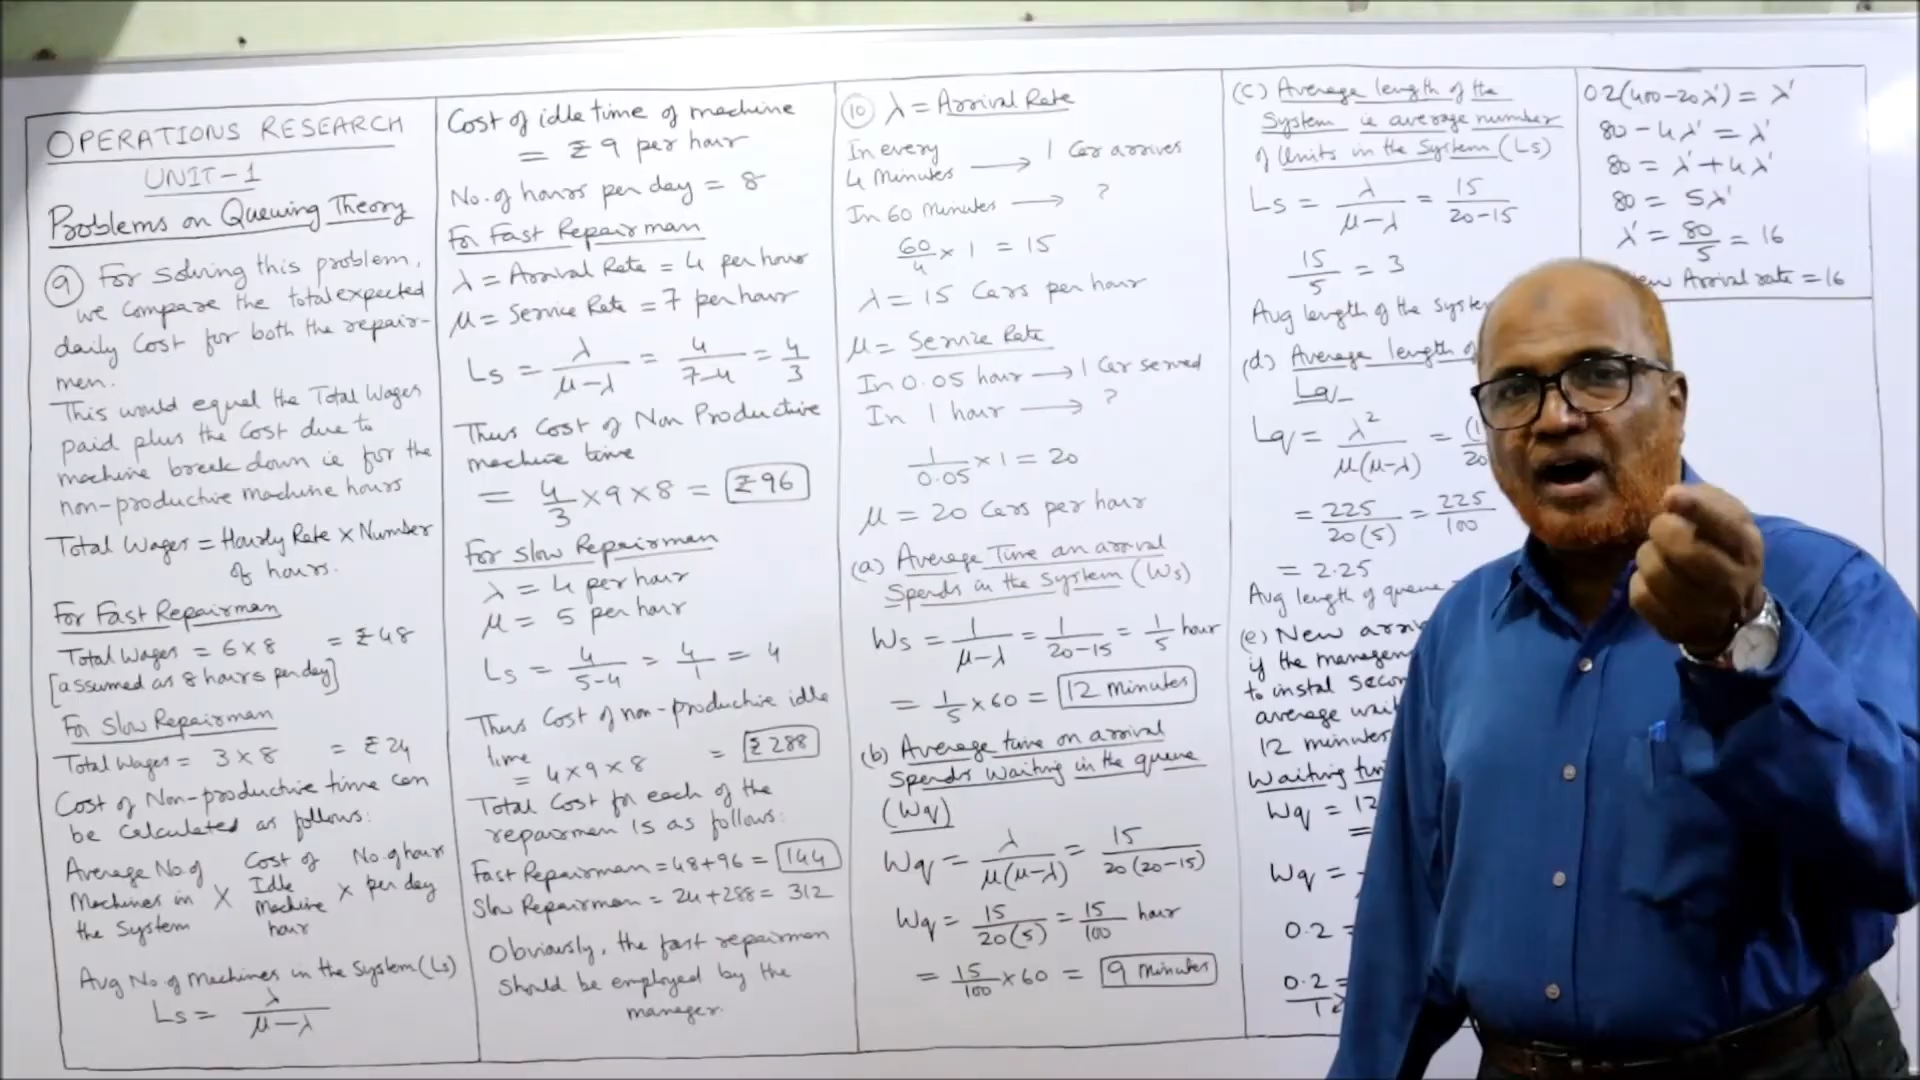 OPERATIONS RESEARCH
UNIT-1
Problems on Queuing Theory
(9) For solving this problem,
we compare the total expected
daily Cost for both the repair-
men.
This would equal the Total Wages
paid plus the Cost due to
machine break down ie for the
non-productive machine hours
Total Wages = Hourly Rate × Number
of hours.
For Fast Repairman
Total Wages = 6×8 = ₹48
[assumed as 8 hours per day]
For Slow Repairman
Total Wages = 3×8 = ₹24
Cost of Non-productive time can
be Calculated as follows:
Average No. of Machines in the System × Cost of Idle Machine hour × No. of hours per day
Avg No of Machines in the System (Ls)
Ls = λ/(μ-λ)
Cost of idle time of machine
= ₹9 per hour
No. of hours per day = 8
For Fast Repairman
λ = Arrival Rate = 4 per hour
μ = Service Rate = 7 per hour
Ls = λ/(μ-λ) = 4/(7-4) = 4/3
Thus Cost of Non Productive
machine time
= 4/3 × 9 × 8 = ₹96
For Slow Repairman
λ = 4 per hour
μ = 5 per hour
Ls = 4/(5-4) = 4/1 = 4
Thus Cost of non-productive idle
time
= 4×9×8 = ₹288
Total Cost for each of the
repairmen is as follows:
Fast Repairman = 48+96 = 144
Slow Repairman = 24+288 = 312
Obviously, the fast repairman
should be employed by the
manager.
(10) λ = Arrival Rate
In every
4 Minutes → 1 Car arrives
In 60 Minutes → ?
60/4 × 1 = 15
λ = 15 Cars per hour
μ = Service Rate
In 0.05 hour → 1 Car served
In 1 hour → ?
1/0.05 × 1 = 20
μ = 20 Cars per hour
(a) Average Time an arrival
Spends in the System (Ws)
Ws = 1/(μ-λ) = 1/(20-15) = 1/5 hour
= 1/5 × 60 = 12 minutes
(b) Average time an arrival
Spends waiting in the queue
(Wq)
Wq = λ/(μ(μ-λ)) = 15/(20(20-15))
Wq = 15/(20(5)) = 15/100 hour
= 15/100 × 60 = 9 minutes
(c) Average length of the
System ie average number
of Units in the System (Ls)
Ls = λ/(μ-λ) = 15/(20-15)
15/5 = 3
Avg length of the System
(d) Average length of
Lq
Lq = λ²/(μ(μ-λ)) =
= 225/(20(5)) = 225/100
= 2.25
Avg length of queue
(e) New
if the
to instal
average
12 minutes
Waiting
Wq = 12
=
Wq =
0.2 =
0.2 =
0.2(400-20λ') = λ'
80-4λ' = λ'
80 = λ'+4λ'
80 = 5λ'
λ' = 80/5 = 16
Arrival rate = 16